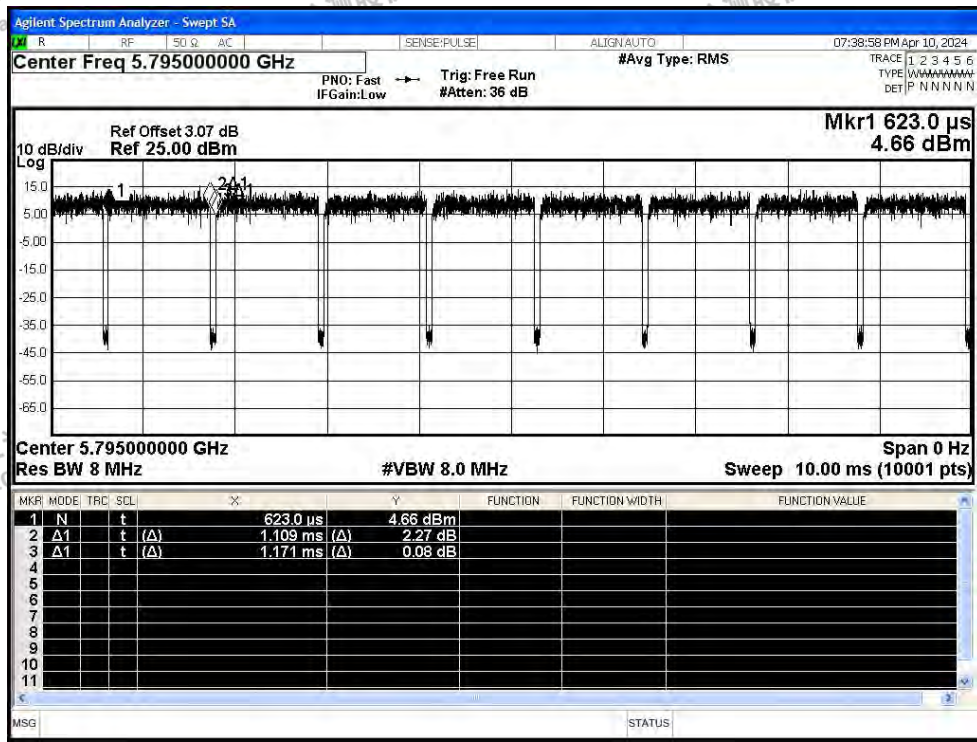 Agilent Spectrum Analyzer - Swept SA
LXI R RF 50 Ω AC SENSE:PULSE ALIGNAUTO 07:38:58 PM Apr 10, 2024
Center Freq 5.795000000 GHz #Avg Type: RMS TRACE 1 2 3 4 5 6
PNO: Fast Trig: Free Run TYPE WWWWWW
IFGain:Low #Atten: 36 dB DET P N N N N N
Mkr1 623.0 µs
Ref Offset 3.07 dB
10 dB/div Ref 25.00 dBm 4.66 dBm
Log
15.0
1
2Δ1
5.00
-5.00
-15.0
-25.0
-35.0
-45.0
-55.0
-65.0
Center 5.795000000 GHz Span 0 Hz
Res BW 8 MHz #VBW 8.0 MHz Sweep 10.00 ms (10001 pts)
MKR MODE TRC SCL X Y FUNCTION FUNCTION WIDTH FUNCTION VALUE
1 N t 623.0 µs 4.66 dBm
2 Δ1 t (Δ) 1.109 ms (Δ) 2.27 dB
3 Δ1 t (Δ) 1.171 ms (Δ) 0.08 dB
4
5
6
7
8
9
10
11
MSG STATUS